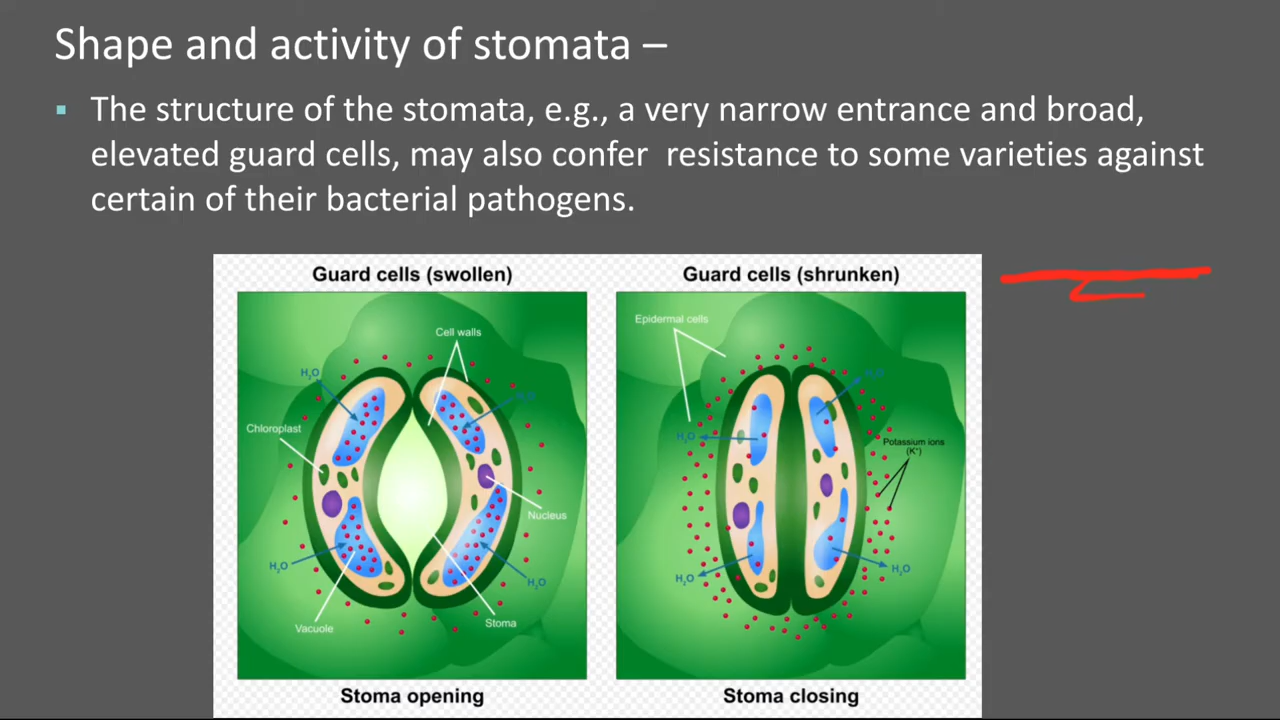 Shape and activity of stomata –
The structure of the stomata, e.g., a very narrow entrance and broad,
elevated guard cells, may also confer resistance to some varieties against
certain of their bacterial pathogens.
Guard cells (swollen)
Cell walls
H₂O
H₂O
Chloroplast
Nucleus
H₂O
H₂O
Vacuole
Stoma
Stoma opening
Guard cells (shrunken)
Epidermal cells
H₂O
H₂O
Potassium ions
(K⁺)
H₂O
H₂O
Stoma closing